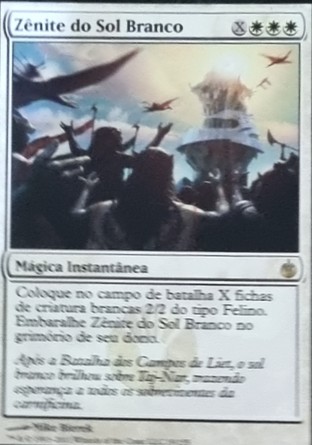 Zênite do Sol Branco X
Mágica Instantânea
Coloque no campo de batalha X fichas
de criatura brancas 2/2 do tipo Felino.
Embaralhe Zênite do Sol Branco no
grimório de seu dono.
Após a Batalha dos Campos de Liet, o sol
branco brilhou sobre Taj-Nar, trazendo
esperança a todos os sobreviventes da
carnificina.
Mike Bierek